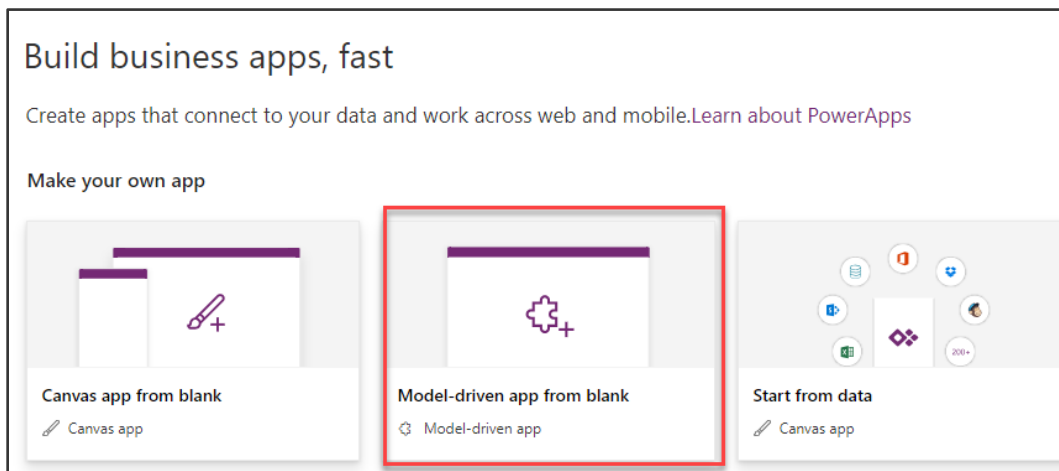 Build business apps, fast
Create apps that connect to your data and work across web and mobile.Learn about PowerApps
Make your own app
Canvas app from blank
Canvas app
Model-driven app from blank
Model-driven app
200+
Start from data
Canvas app